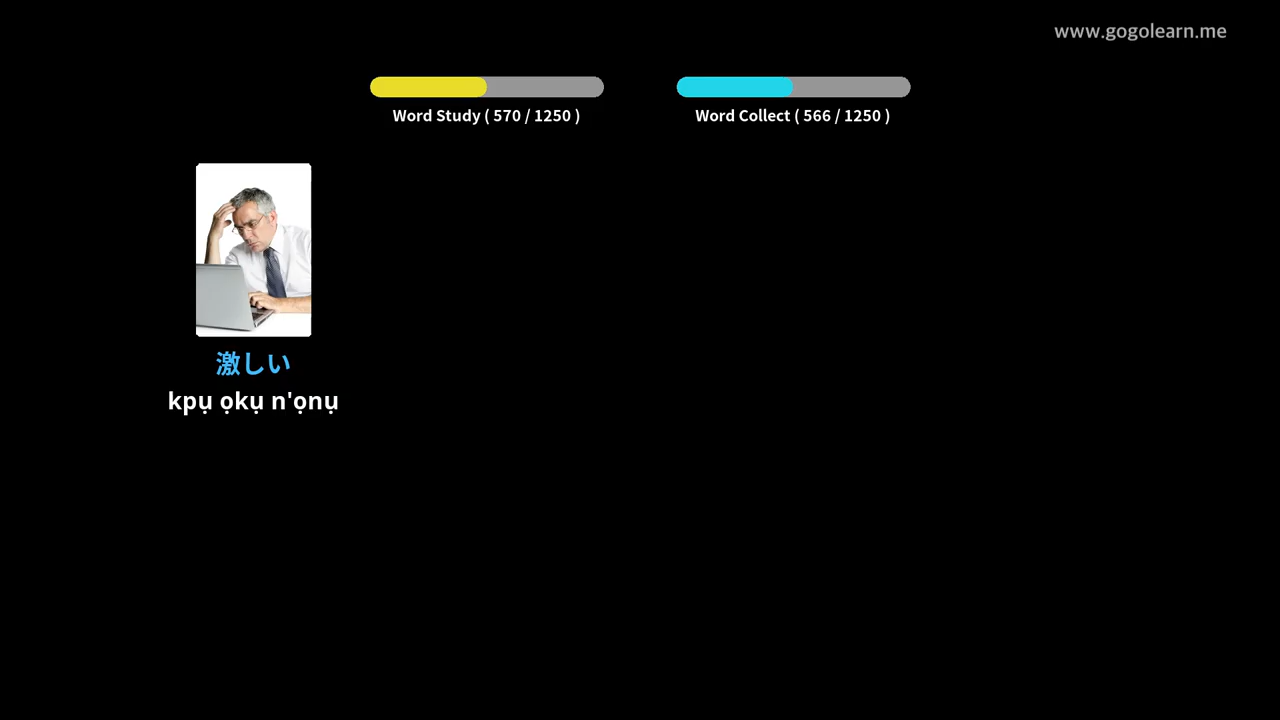 www.gogolearn.me
Word Study ( 570 / 1250 )
Word Collect ( 566 / 1250 )
激しい
kpụ ọkụ n'ọnụ